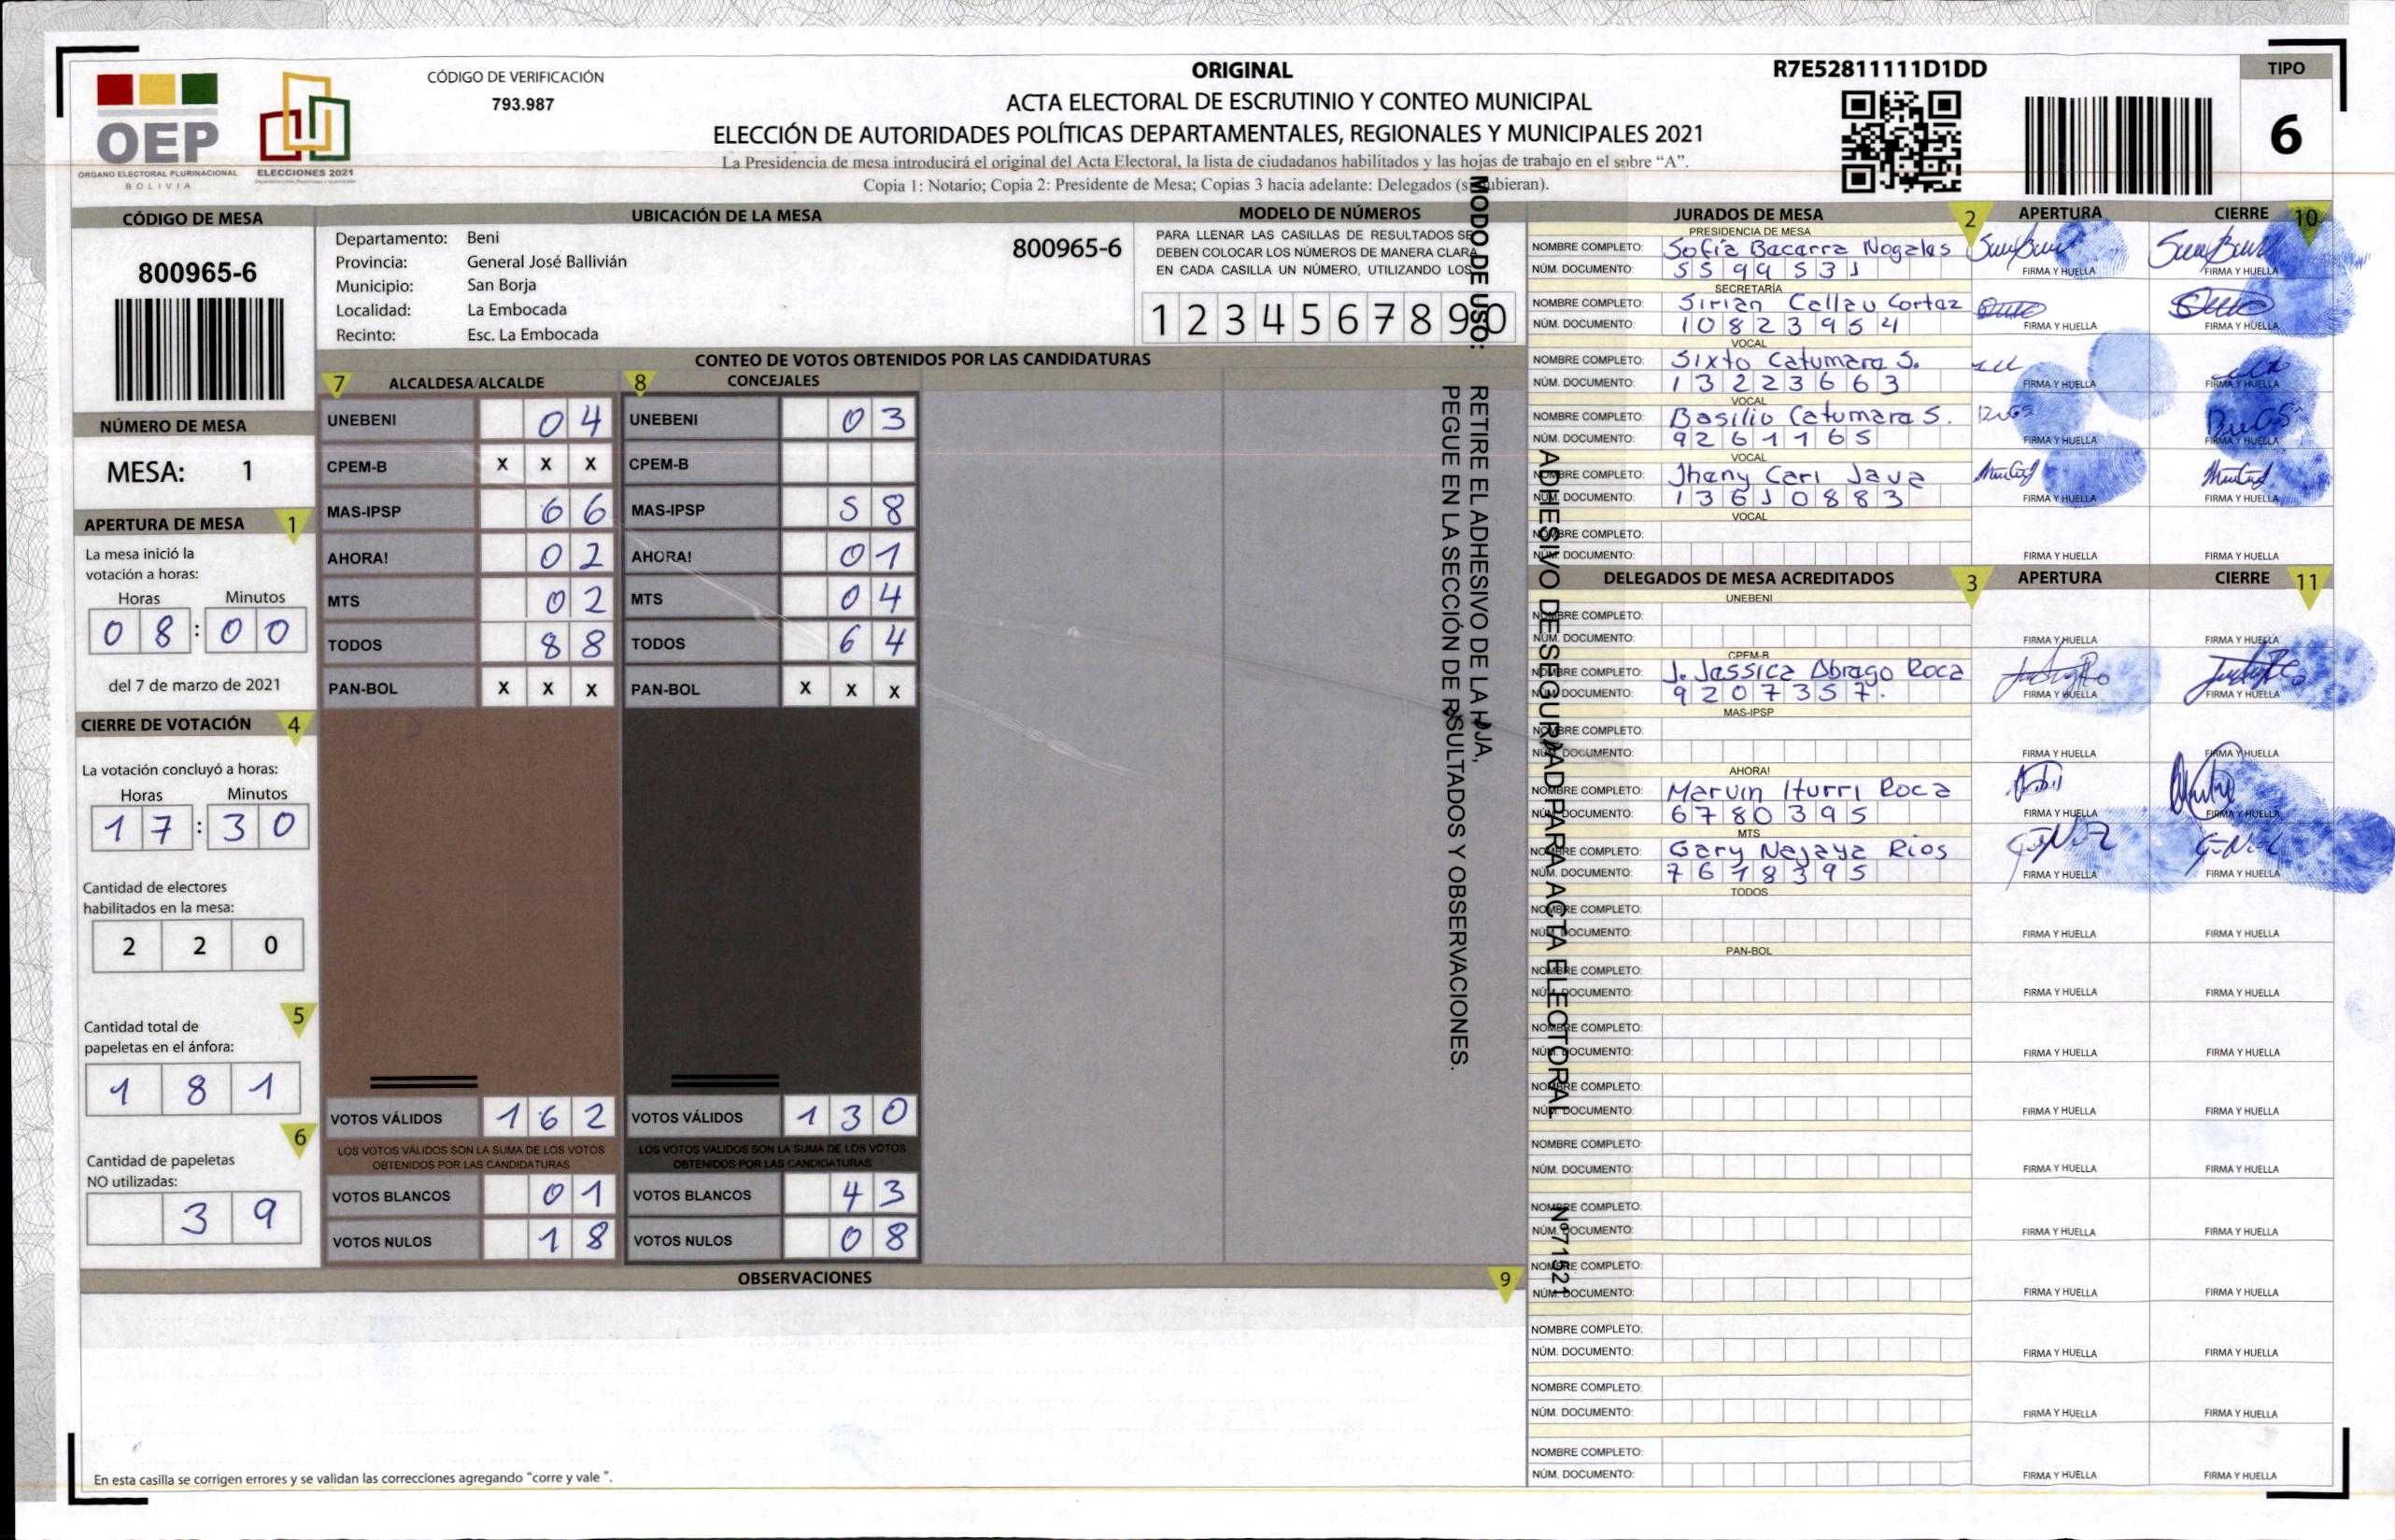 OEP
ÓRGANO ELECTORAL PLURINACIONAL
BOLIVIA
ELECCIONES 2021
CÓDIGO DE VERIFICACIÓN
793.987
ORIGINAL
ACTA ELECTORAL DE ESCRUTINIO Y CONTEO MUNICIPAL
ELECCIÓN DE AUTORIDADES POLÍTICAS DEPARTAMENTALES, REGIONALES Y MUNICIPALES 2021
La Presidencia de mesa introducirá el original del Acta Electoral, la lista de ciudadanos habilitados y las hojas de trabajo en el sobre “A”.
Copia 1: Notario; Copia 2: Presidente de Mesa; Copias 3 hacia adelante: Delegados
R7E52811111D1DD
TIPO
6
CÓDIGO DE MESA
800965-6
NÚMERO DE MESA
MESA: 1
APERTURA DE MESA 1
La mesa inició la
votación a horas:
Horas Minutos
08:00
del 7 de marzo de 2021
CIERRE DE VOTACIÓN 4
La votación concluyó a horas:
Horas Minutos
17:30
Cantidad de electores
habilitados en la mesa:
220
5
Cantidad total de
papeletas en el ánfora:
181
6
Cantidad de papeletas
NO utilizadas:
39
UBICACIÓN DE LA MESA
Departamento: Beni
Provincia: General José Ballivián
Municipio: San Borja
Localidad: La Embocada
Recinto: Esc. La Embocada
800965-6
MODELO DE NÚMEROS
PARA LLENAR LAS CASILLAS DE RESULTADOS SE
DEBEN COLOCAR LOS NÚMEROS DE MANERA CLARA
EN CADA CASILLA UN NÚMERO, UTILIZANDO LOS
1 2 3 4 5 6 7 8 9 0
CONTEO DE VOTOS OBTENIDOS POR LAS CANDIDATURAS
7 ALCALDESA/ALCALDE
UNEBENI 04
CPEM-B X X X
MAS-IPSP 66
AHORA! 02
MTS 02
TODOS 88
PAN-BOL X X X
VOTOS VÁLIDOS 162
LOS VOTOS VÁLIDOS SON LA SUMA DE LOS VOTOS
OBTENIDOS POR LAS CANDIDATURAS
VOTOS BLANCOS 01
VOTOS NULOS 18
8 CONCEJALES
UNEBENI 03
CPEM-B
MAS-IPSP 58
AHORA! 01
MTS 04
TODOS 64
PAN-BOL X X X
VOTOS VÁLIDOS 130
LOS VOTOS VÁLIDOS SON LA SUMA DE LOS VOTOS
OBTENIDOS POR LAS CANDIDATURAS
VOTOS BLANCOS 43
VOTOS NULOS 08
MODO DE USO:
RETIRE EL ADHESIVO DE LA HOJA,
PEGUE EN LA SECCIÓN DE RESULTADOS Y OBSERVACIONES.
ADHESIVO DE SEGURIDAD PARA ACTA ELECTORAL
Nº 71521
OBSERVACIONES 9
En esta casilla se corrigen errores y se validan las correcciones agregando “corre y vale ”.
JURADOS DE MESA 2 APERTURA CIERRE 10
PRESIDENCIA DE MESA
NOMBRE COMPLETO: Sofia Bacarra Nogales
NÚM. DOCUMENTO: 5599531
FIRMA Y HUELLA FIRMA Y HUELLA
SECRETARÍA
NOMBRE COMPLETO: Sirian Callau Cortaz
NÚM. DOCUMENTO: 10823954
FIRMA Y HUELLA FIRMA Y HUELLA
VOCAL
NOMBRE COMPLETO: Sixto Catumara S.
NÚM. DOCUMENTO: 13223663
FIRMA Y HUELLA FIRMA Y HUELLA
VOCAL
NOMBRE COMPLETO: Basilio Catumara S.
NÚM. DOCUMENTO: 9261165
FIRMA Y HUELLA FIRMA Y HUELLA
VOCAL
NOMBRE COMPLETO: Jhany Cari Java
NÚM. DOCUMENTO: 13610883
FIRMA Y HUELLA FIRMA Y HUELLA
VOCAL
NOMBRE COMPLETO:
NÚM. DOCUMENTO:
FIRMA Y HUELLA FIRMA Y HUELLA
DELEGADOS DE MESA ACREDITADOS 3 APERTURA CIERRE 11
UNEBENI
NOMBRE COMPLETO:
NÚM. DOCUMENTO:
FIRMA Y HUELLA FIRMA Y HUELLA
CPEM-B
NOMBRE COMPLETO: J. Jassica Abrago Roca
NÚM. DOCUMENTO: 9207357.
FIRMA Y HUELLA FIRMA Y HUELLA
MAS-IPSP
NOMBRE COMPLETO:
NÚM. DOCUMENTO:
FIRMA Y HUELLA FIRMA Y HUELLA
AHORA!
NOMBRE COMPLETO: Marvin Iturri Roca
NÚM. DOCUMENTO: 6780395
FIRMA Y HUELLA FIRMA Y HUELLA
MTS
NOMBRE COMPLETO: Gary Najaya Rios
NÚM. DOCUMENTO: 7618395
FIRMA Y HUELLA FIRMA Y HUELLA
TODOS
NOMBRE COMPLETO:
NÚM. DOCUMENTO:
FIRMA Y HUELLA FIRMA Y HUELLA
PAN-BOL
NOMBRE COMPLETO:
NÚM. DOCUMENTO:
FIRMA Y HUELLA FIRMA Y HUELLA
NOMBRE COMPLETO:
NÚM. DOCUMENTO:
FIRMA Y HUELLA FIRMA Y HUELLA
NOMBRE COMPLETO:
NÚM. DOCUMENTO:
FIRMA Y HUELLA FIRMA Y HUELLA
NOMBRE COMPLETO:
NÚM. DOCUMENTO:
FIRMA Y HUELLA FIRMA Y HUELLA
NOMBRE COMPLETO:
NÚM. DOCUMENTO:
FIRMA Y HUELLA FIRMA Y HUELLA
NOMBRE COMPLETO:
NÚM. DOCUMENTO:
FIRMA Y HUELLA FIRMA Y HUELLA
NOMBRE COMPLETO:
NÚM. DOCUMENTO:
FIRMA Y HUELLA FIRMA Y HUELLA
NOMBRE COMPLETO:
NÚM. DOCUMENTO:
FIRMA Y HUELLA FIRMA Y HUELLA
NOMBRE COMPLETO:
NÚM. DOCUMENTO:
FIRMA Y HUELLA FIRMA Y HUELLA